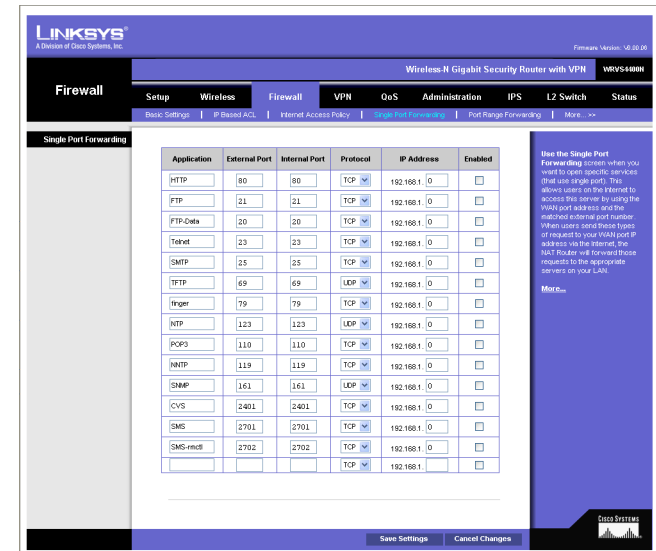 LINKSYS®
A Division of Cisco Systems, Inc.
Firmware Version: V0.00.06
Wireless-N Gigabit Security Router with VPN WRVS4400N
Firewall
Setup Wireless Firewall VPN QoS Administration IPS L2 Switch Status
Basic Settings | IP Based ACL | Internet Access Policy | Single Port Forwarding | Port Range Forwarding | More... >>
Single Port Forwarding
Application External Port Internal Port Protocol IP Address Enabled
HTTP 80 80 TCP 192.168.1. 0
FTP 21 21 TCP 192.168.1. 0
FTP-Data 20 20 TCP 192.168.1. 0
Telnet 23 23 TCP 192.168.1. 0
SMTP 25 25 TCP 192.168.1. 0
TFTP 69 69 UDP 192.168.1. 0
finger 79 79 TCP 192.168.1. 0
NTP 123 123 UDP 192.168.1. 0
POP3 110 110 TCP 192.168.1. 0
NNTP 119 119 TCP 192.168.1. 0
SNMP 161 161 UDP 192.168.1. 0
CVS 2401 2401 TCP 192.168.1. 0
SMS 2701 2701 TCP 192.168.1. 0
SMS-rmctl 2702 2702 TCP 192.168.1. 0
TCP 192.168.1.
Use the Single Port
Forwarding screen when you
want to open specific services
(that use single port). This
allows users on the Internet to
access this server by using the
WAN port address and the
matched external port number.
When users send these types
of request to your WAN port IP
address via the Internet, the
NAT Router will forward those
requests to the appropriate
servers on your LAN.
More...
Save Settings Cancel Changes
CISCO SYSTEMS